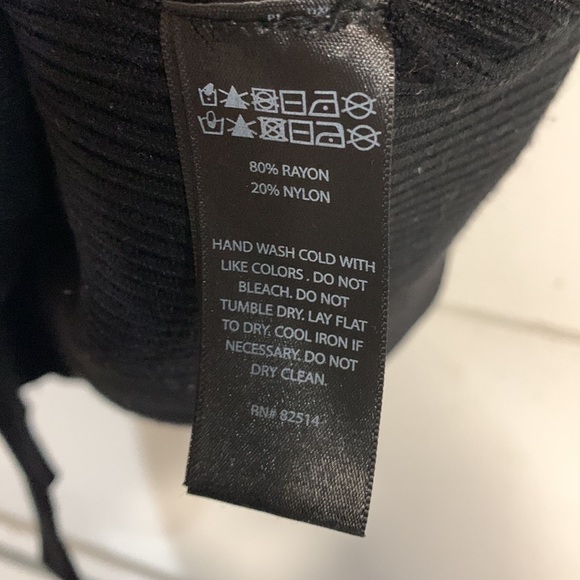 80% RAYON
20% NYLON
HAND WASH COLD WITH
LIKE COLORS . DO NOT
BLEACH. DO NOT
TUMBLE DRY. LAY FLAT
TO DRY. COOL IRON IF
NECESSARY. DO NOT
DRY CLEAN.
RN# 82514